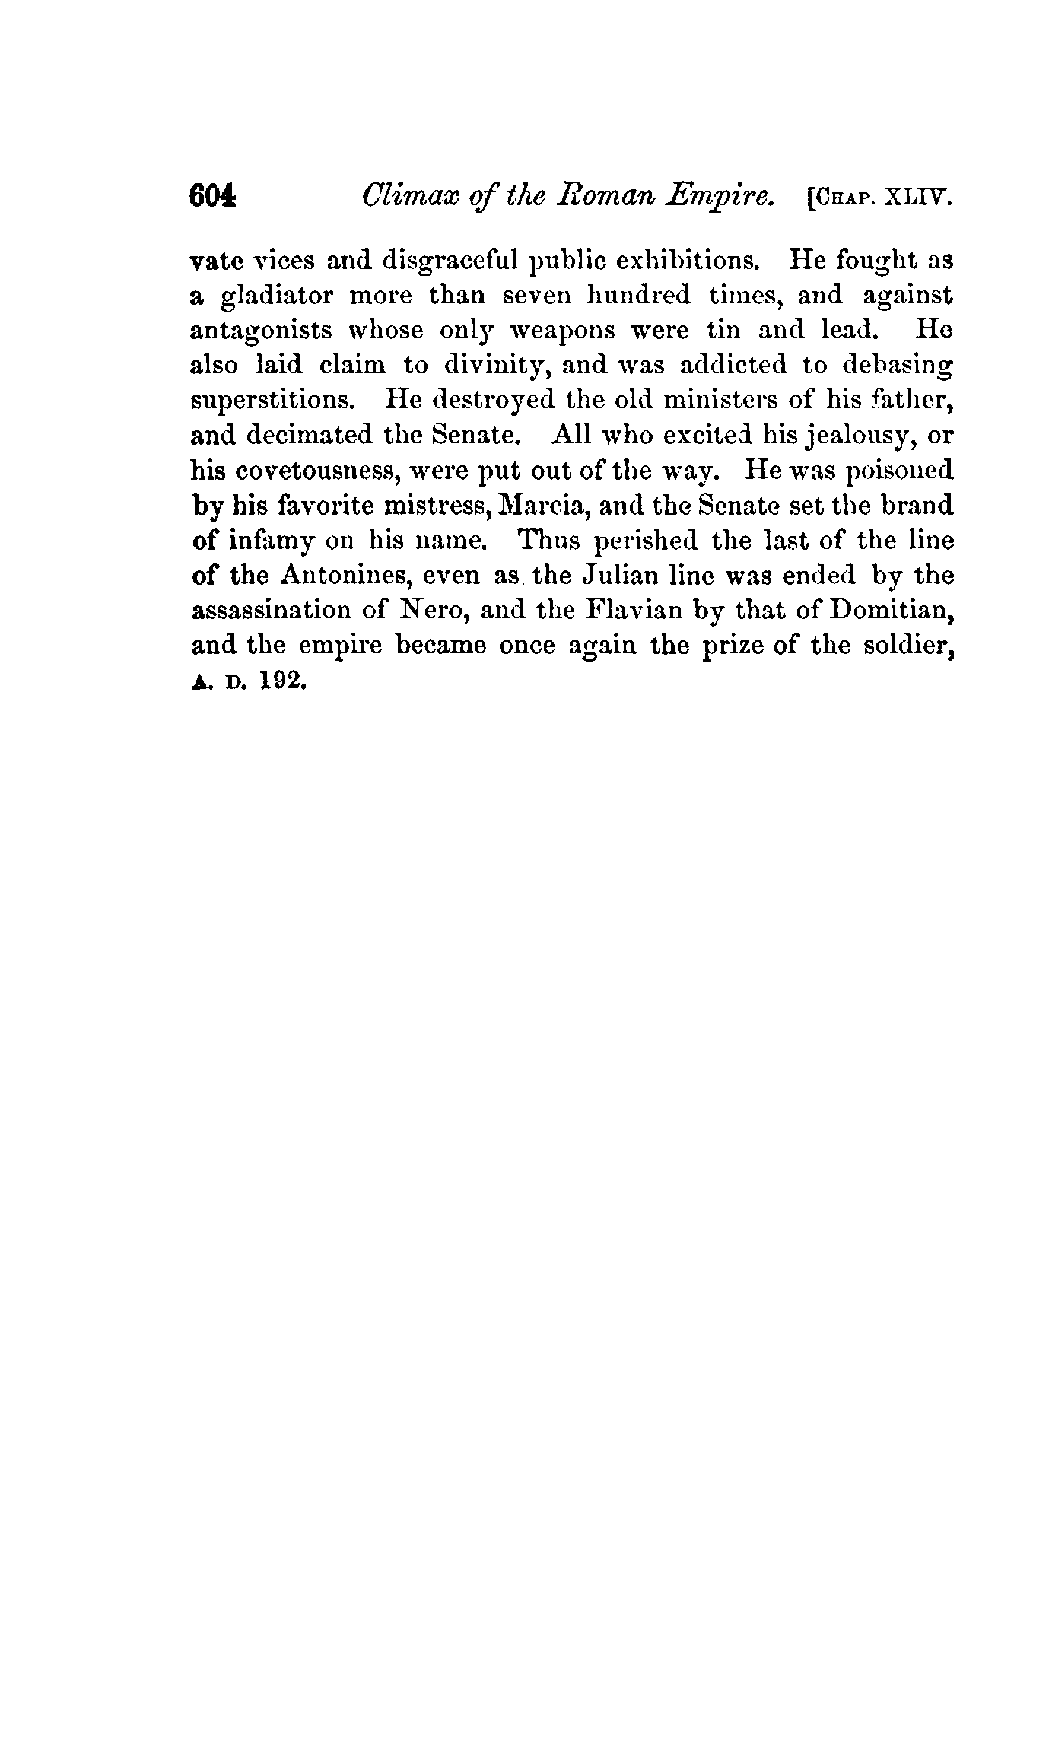 604 Climax of the Roman Empire. [CHAP. XLIV.
vate vices and disgraceful public exhibitions. He fought as
a gladiator more than seven hundred times, and against
antagonists whose only weapons were tin and lead. He
also laid claim to divinity, and was addicted to debasing
superstitions. He destroyed the old ministers of his father,
and decimated the Senate. All who excited his jealousy, or
his covetousness, were put out of the way. He was poisoned
by his favorite mistress, Marcia, and the Senate set the brand
of infamy on his name. Thus perished the last of the line
of the Antonines, even as the Julian line was ended by the
assassination of Nero, and the Flavian by that of Domitian,
and the empire became once again the prize of the soldier,
A. D. 192.